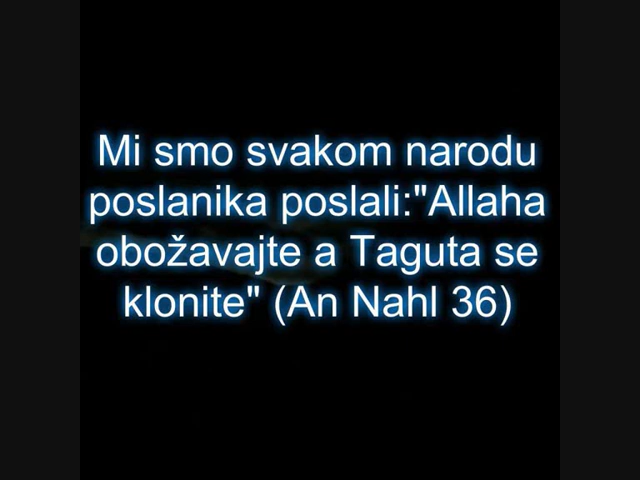 Mi smo svakom narodu
poslanika poslali:"Allaha
obožavajte a Taguta se
klonite" (An Nahl 36)